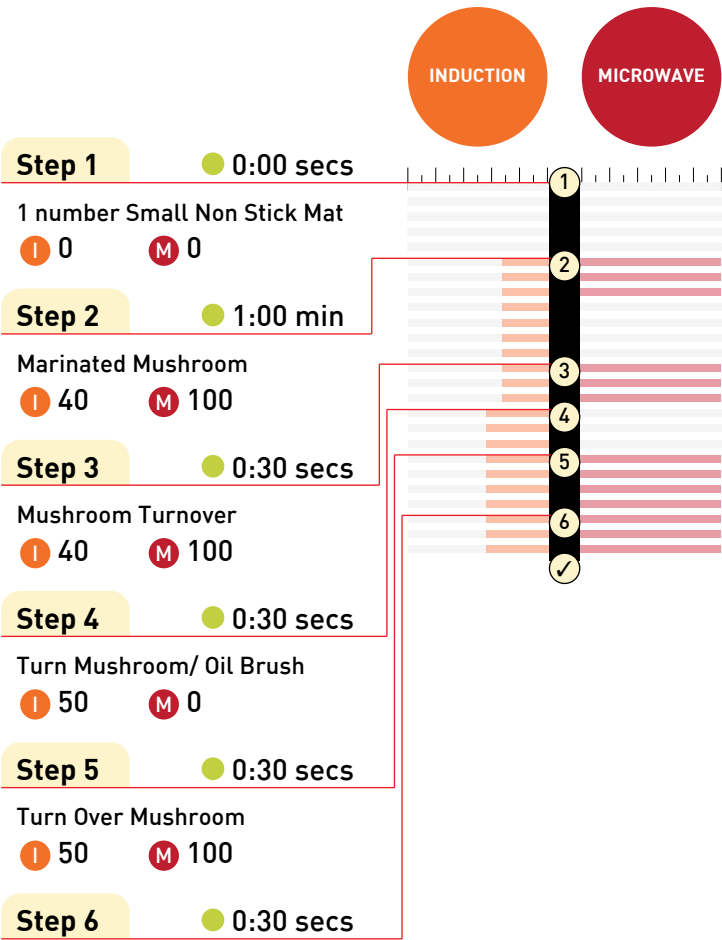 INDUCTION
MICROWAVE
Step 1
0:00 secs
1 number Small Non Stick Mat
I 0
M 0
Step 2
1:00 min
Marinated Mushroom
I 40
M 100
Step 3
0:30 secs
Mushroom Turnover
I 40
M 100
Step 4
0:30 secs
Turn Mushroom/ Oil Brush
I 50
M 0
Step 5
0:30 secs
Turn Over Mushroom
I 50
M 100
Step 6
0:30 secs
1
2
3
4
5
6
✓